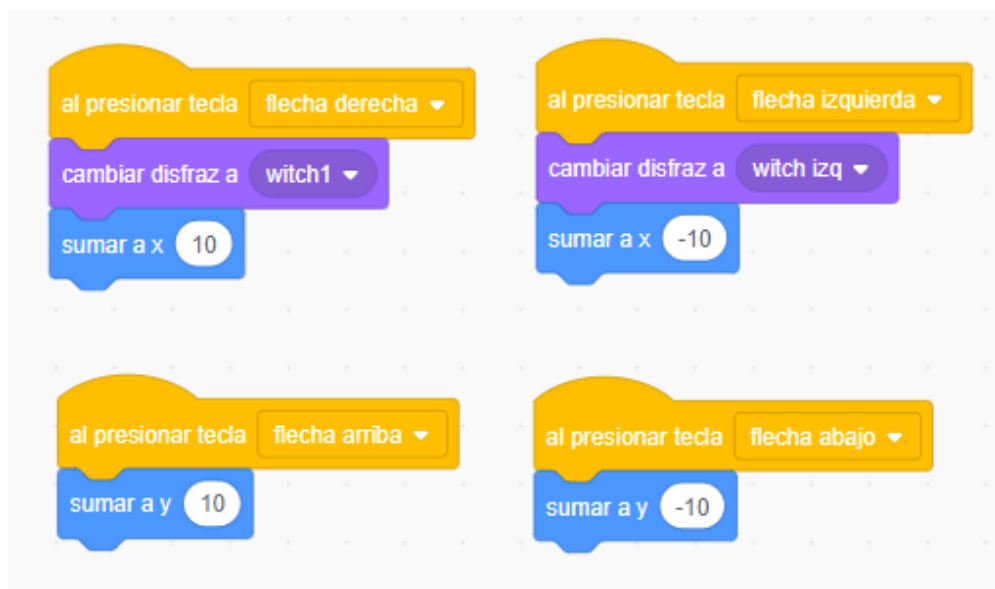 al presionar tecla flecha derecha
cambiar disfraz a witch1
sumar a x 10
al presionar tecla flecha izquierda
cambiar disfraz a witch izq
sumar a x -10
al presionar tecla flecha arriba
sumar a y 10
al presionar tecla flecha abajo
sumar a y -10